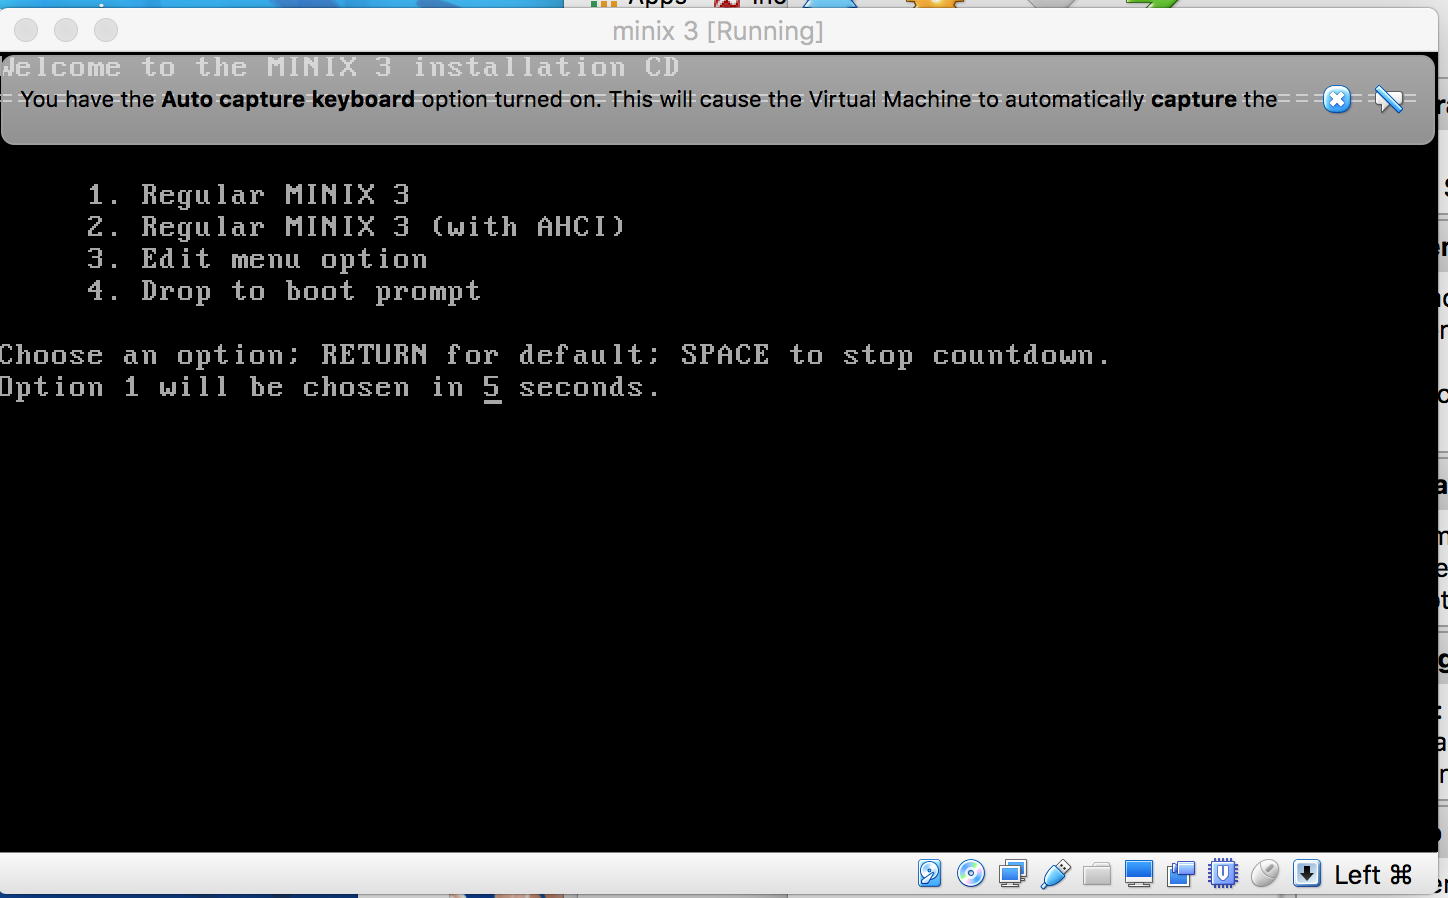 Apps
minix 3 [Running]
Welcome to the MINIX 3 installation CD
You have the Auto capture keyboard option turned on. This will cause the Virtual Machine to automatically capture the
1. Regular MINIX 3
2. Regular MINIX 3 (with AHCI)
3. Edit menu option
4. Drop to boot prompt
Choose an option; RETURN for default; SPACE to stop countdown.
Option 1 will be chosen in 5 seconds.
Left ⌘